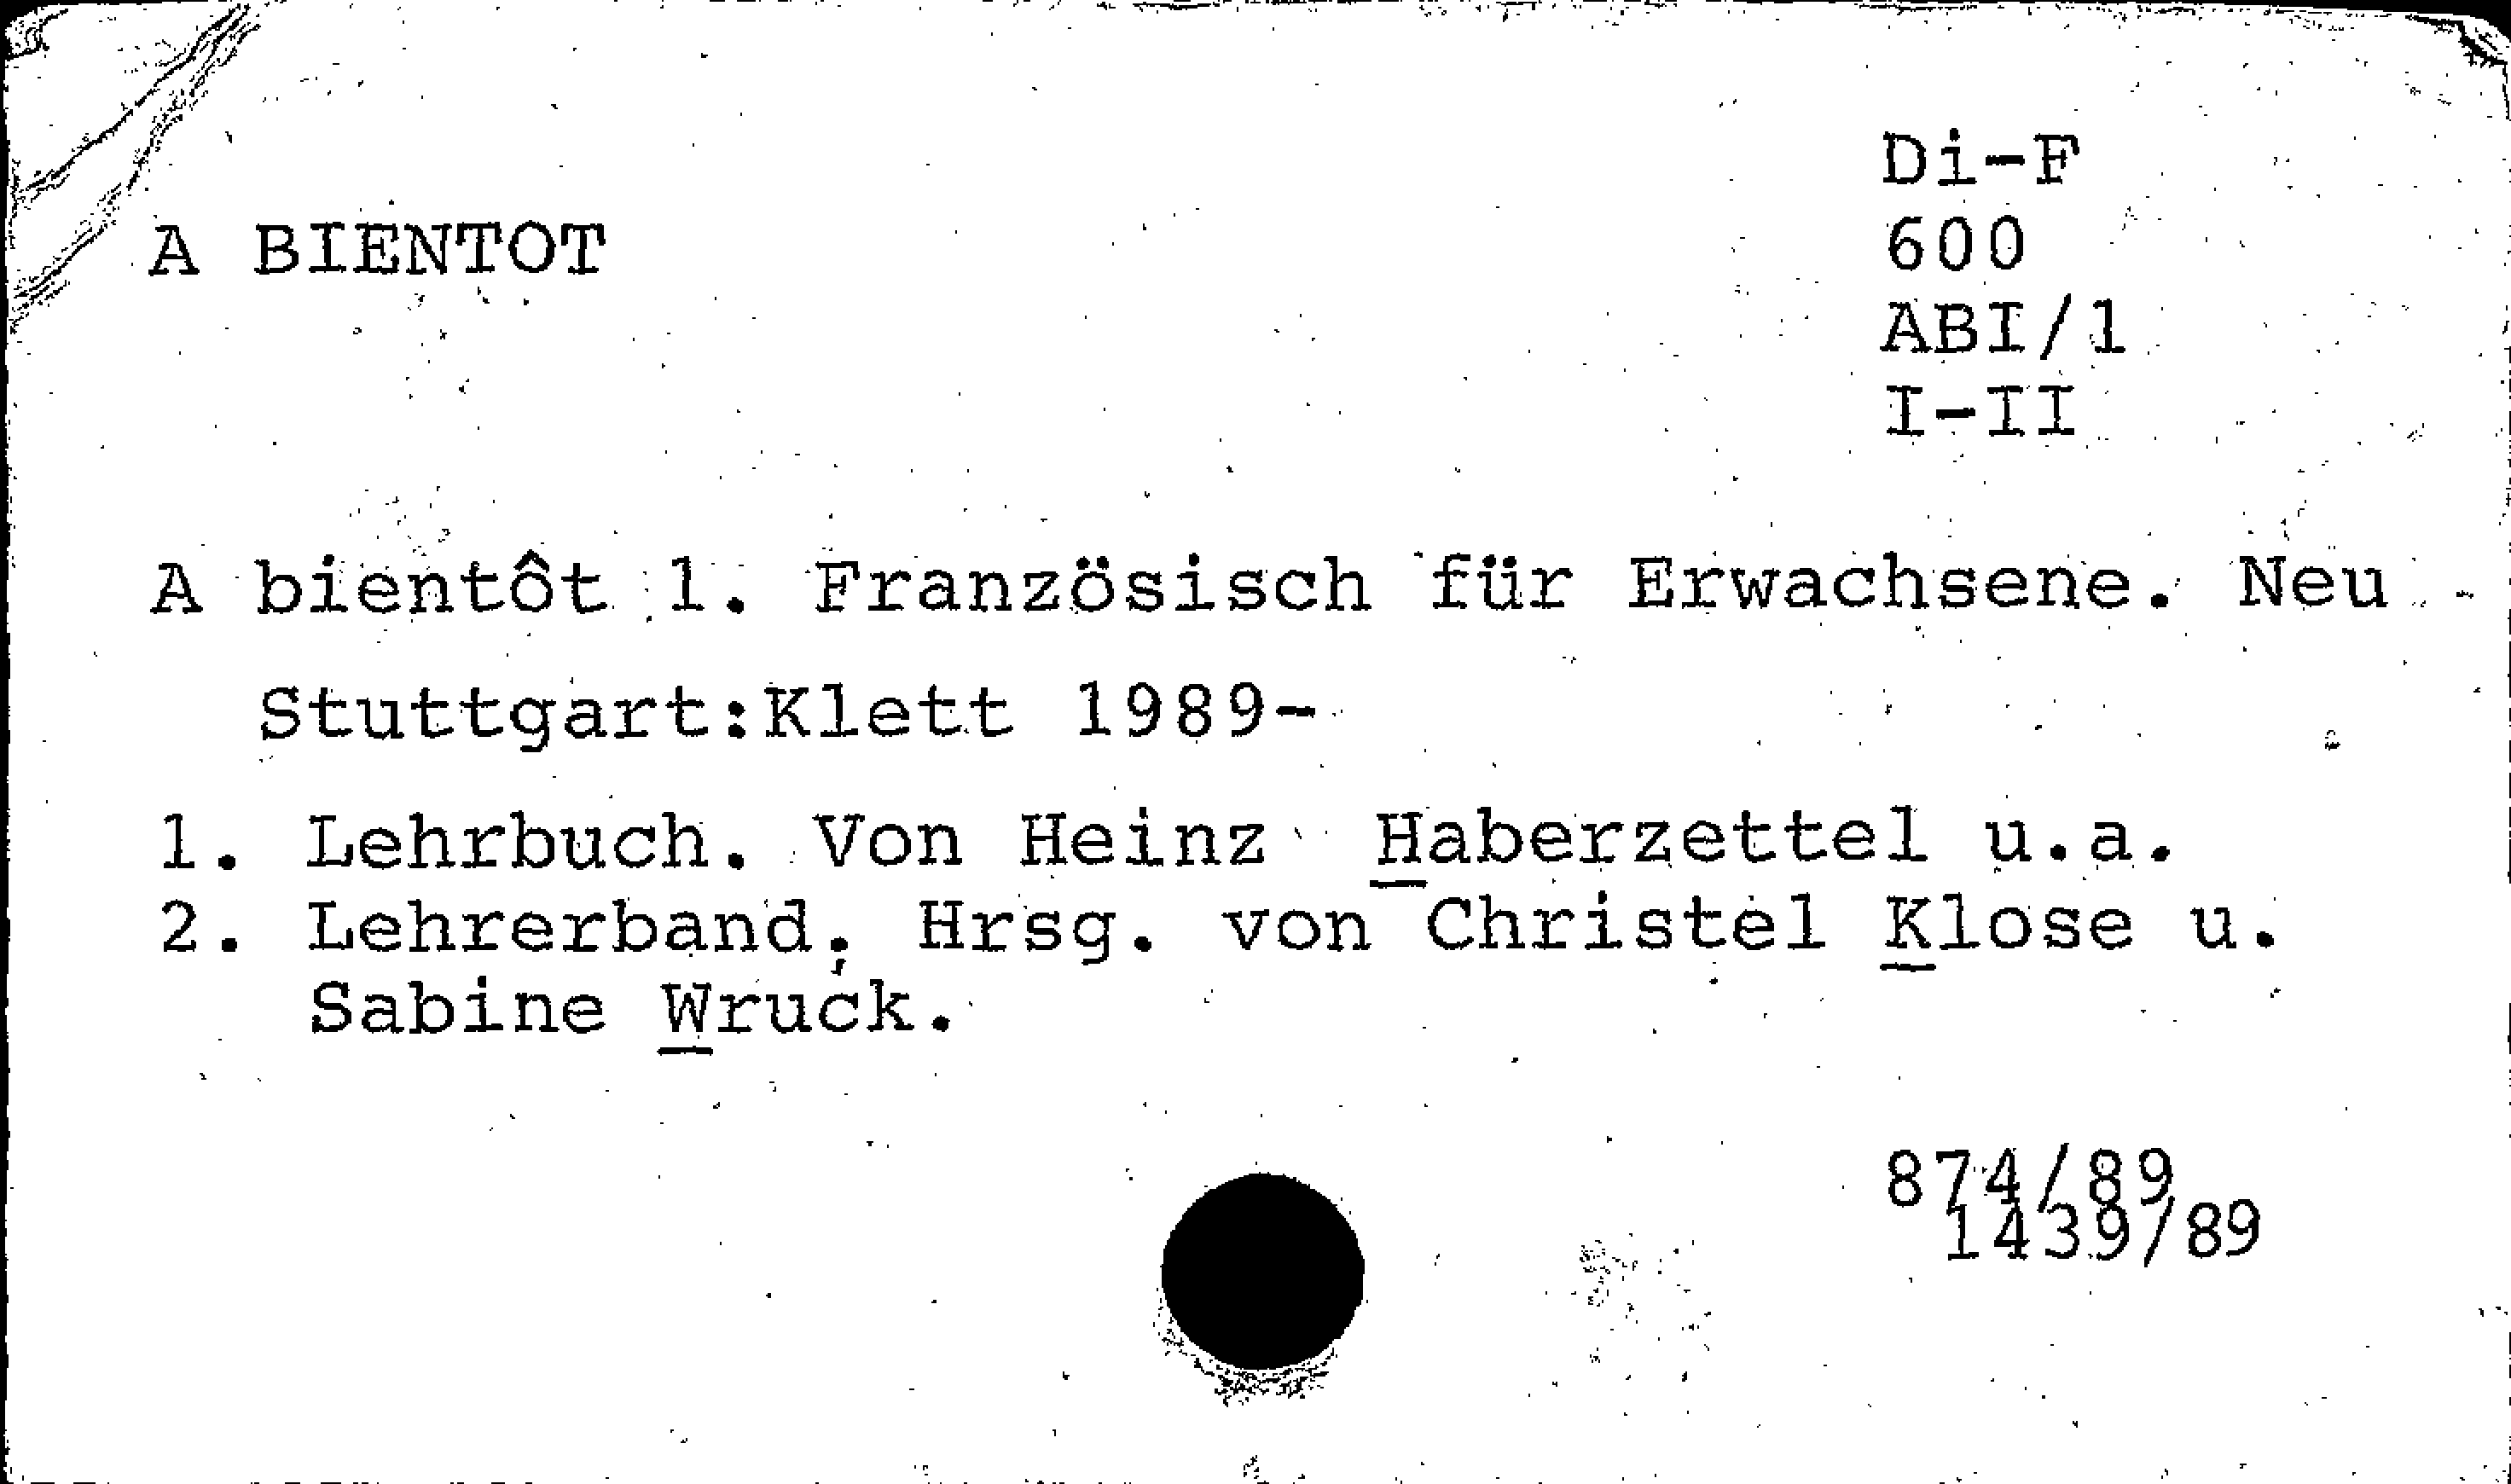 Di-F
A BIENTOT
600
ABI/1
I-II
A bientôt 1. Französisch für Erwachsene. Neu
Stuttgart:Klett 1989-
1. Lehrbuch. Von Heinz Haberzettel u.a.
2. Lehrerband. Hrsg. von Christel Klose u.
Sabine Wruck.
874/89
1439/89